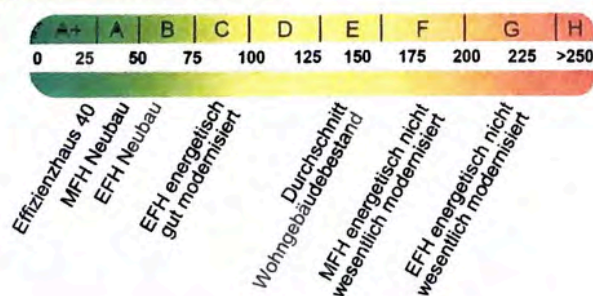 A+ A B C D E F G H
0 25 50 75 100 125 150 175 200 225 >250
Effizienzhaus 40
MFH Neubau
EFH Neubau
EFH energetisch
gut modernisiert
Durchschnitt
Wohngebäudebestand
MFH energetisch nicht
wesentlich modernisiert
EFH energetisch nicht
wesentlich modernisiert